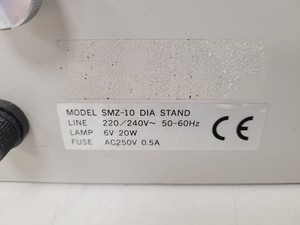 MODEL SMZ-10 DIA STAND
LINE 220/240V~ 50-60Hz
LAMP 6V 20W
FUSE AC250V 0.5A
CE